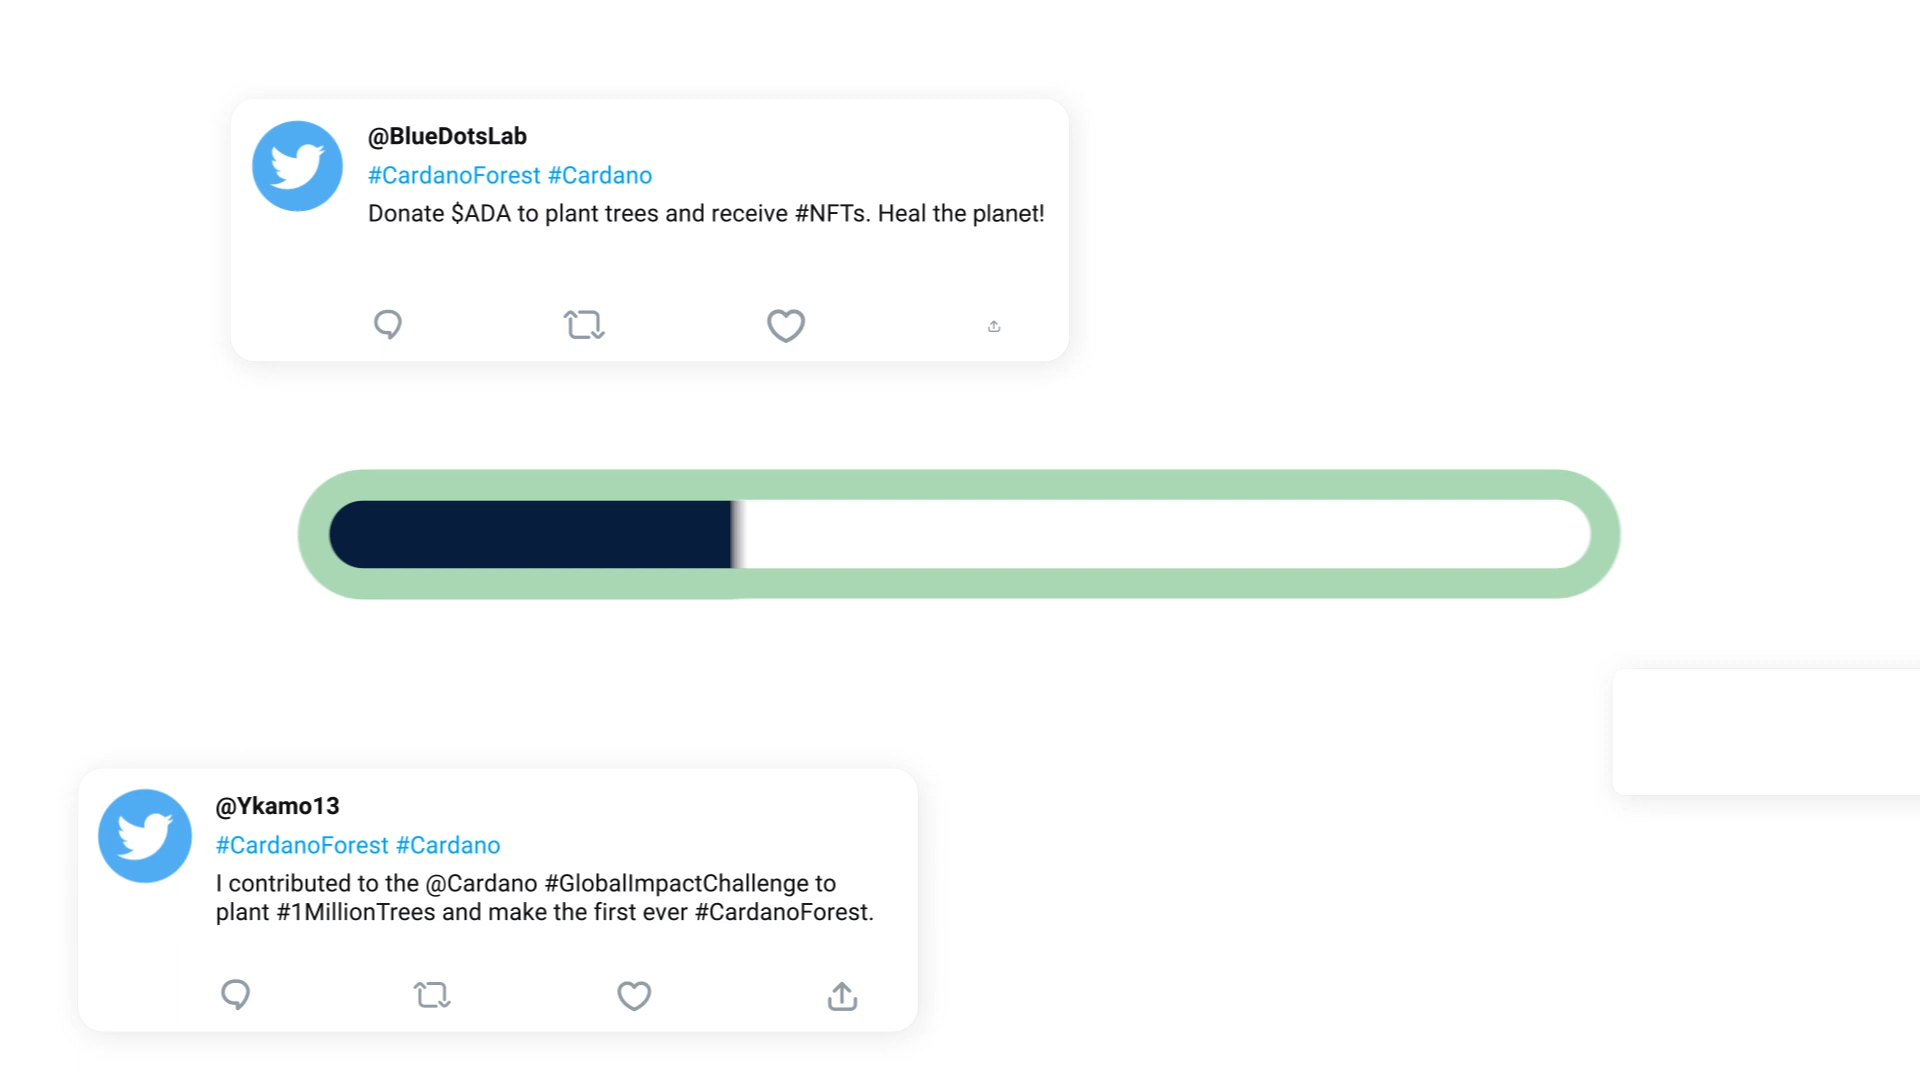 @BlueDotsLab
#CardanoForest #Cardano
Donate $ADA to plant trees and receive #NFTs. Heal the planet!
@Ykamo13
#CardanoForest #Cardano
I contributed to the @Cardano #GlobalImpactChallenge to
plant #1MillionTrees and make the first ever #CardanoForest.